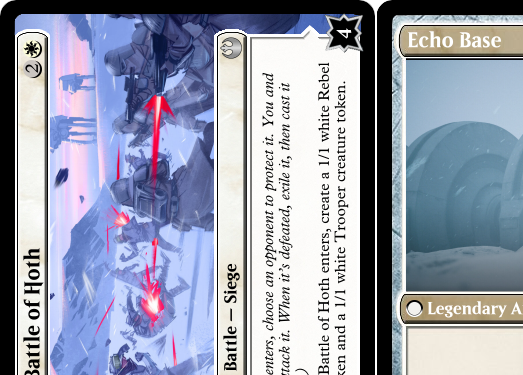 Battle of Hoth
2
Battle – Siege
enters, choose an opponent to protect it. You and
attack it. When it's defeated, exile it, then cast it
)
Battle of Hoth enters, create a 1/1 white Rebel
and a 1/1 white Trooper creature token.
4
Echo Base
Legendary